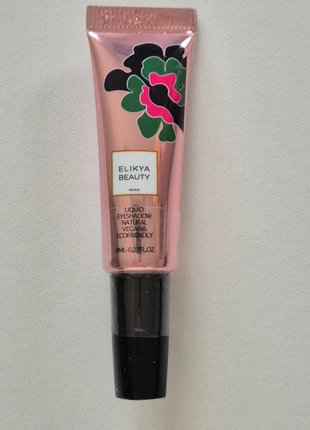 ELIKYA
BEAUTY
PARIS
LIQUID
EYESHADOW
NATURAL
VEGAN&
ECOFRIENDLY
8ML-0.27FL.OZ.